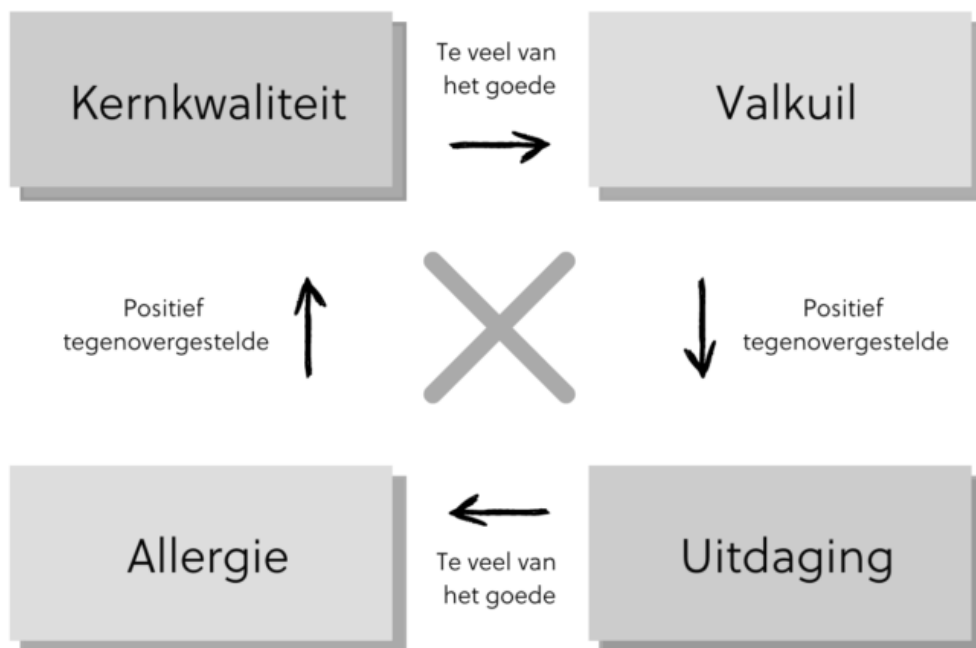 Kernkwaliteit
Te veel van
het goede
Valkuil
Positief
tegenovergestelde
Positief
tegenovergestelde
Allergie
Te veel van
het goede
Uitdaging